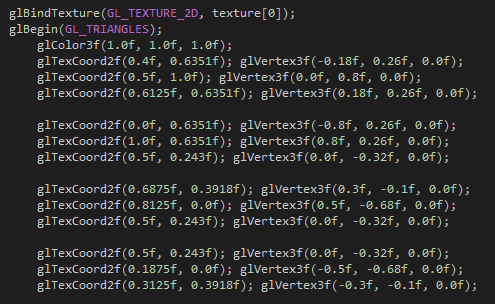 glBindTexture(GL_TEXTURE_2D, texture[0]);
glBegin(GL_TRIANGLES);
glColor3f(1.0f, 1.0f, 1.0f);
glTexCoord2f(0.4f, 0.6351f); glVertex3f(-0.18f, 0.26f, 0.0f);
glTexCoord2f(0.5f, 1.0f); glVertex3f(0.0f, 0.8f, 0.0f);
glTexCoord2f(0.6125f, 0.6351f); glVertex3f(0.18f, 0.26f, 0.0f);
glTexCoord2f(0.0f, 0.6351f); glVertex3f(-0.8f, 0.26f, 0.0f);
glTexCoord2f(1.0f, 0.6351f); glVertex3f(0.8f, 0.26f, 0.0f);
glTexCoord2f(0.5f, 0.243f); glVertex3f(0.0f, -0.32f, 0.0f);
glTexCoord2f(0.6875f, 0.3918f); glVertex3f(0.3f, -0.1f, 0.0f);
glTexCoord2f(0.8125f, 0.0f); glVertex3f(0.5f, -0.68f, 0.0f);
glTexCoord2f(0.5f, 0.243f); glVertex3f(0.0f, -0.32f, 0.0f);
glTexCoord2f(0.5f, 0.243f); glVertex3f(0.0f, -0.32f, 0.0f);
glTexCoord2f(0.1875f, 0.0f); glVertex3f(-0.5f, -0.68f, 0.0f);
glTexCoord2f(0.3125f, 0.3918f); glVertex3f(-0.3f, -0.1f, 0.0f);